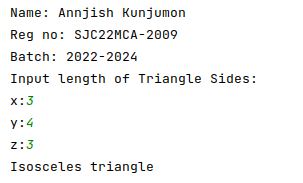 Name: Annjish Kunjumon
Reg no: SJC22MCA-2009
Batch: 2022-2024
Input length of Triangle Sides:
x:3
y:4
z:3
Isosceles triangle